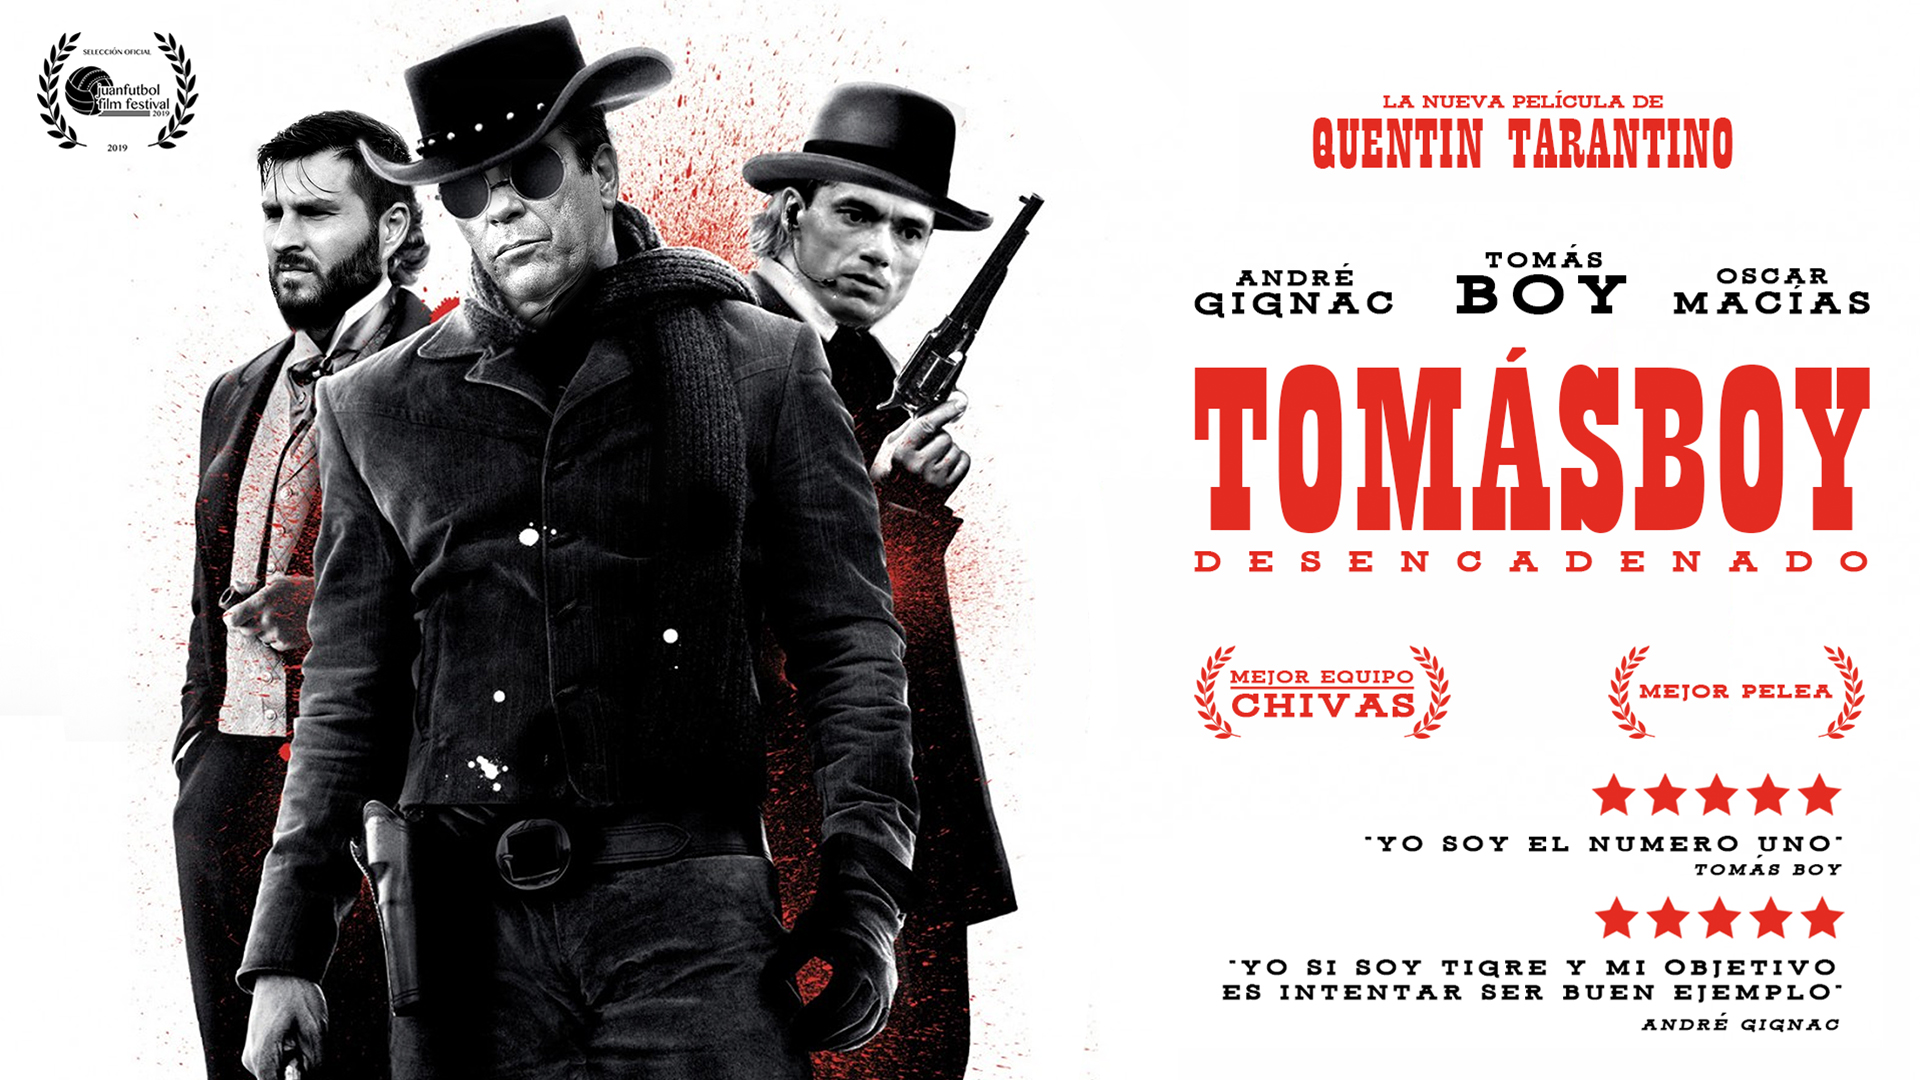 SELECCIÓN OFICIAL
juanfutbol
film festival
2019
2019
LA NUEVA PELÍCULA DE
QUENTIN TARANTINO
ANDRÉ
GIGNAC
TOMÁS
BOY
OSCAR
MACÍAS
TOMÁSBOY
DESENCADENADO
MEJOR EQUIPO
CHIVAS
MEJOR PELEA
"YO SOY EL NUMERO UNO"
TOMÁS BOY
"YO SI SOY TIGRE Y MI OBJETIVO
ES INTENTAR SER BUEN EJEMPLO"
ANDRÉ GIGNAC